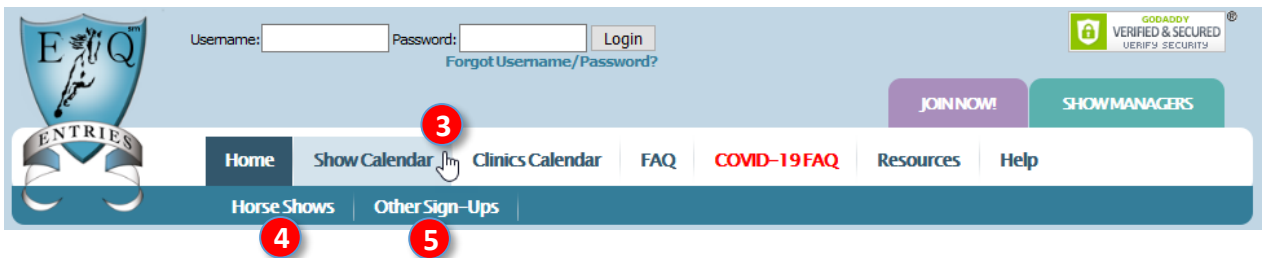 E Q sm
ENTRIES
Username: Password: Login
Forgot Username/Password?
GODADDY ®
VERIFIED & SECURED
VERIFY SECURITY
JOIN NOW! SHOW MANAGERS
3
Home Show Calendar Clinics Calendar FAQ COVID-19 FAQ Resources Help
Horse Shows Other Sign-Ups
4 5